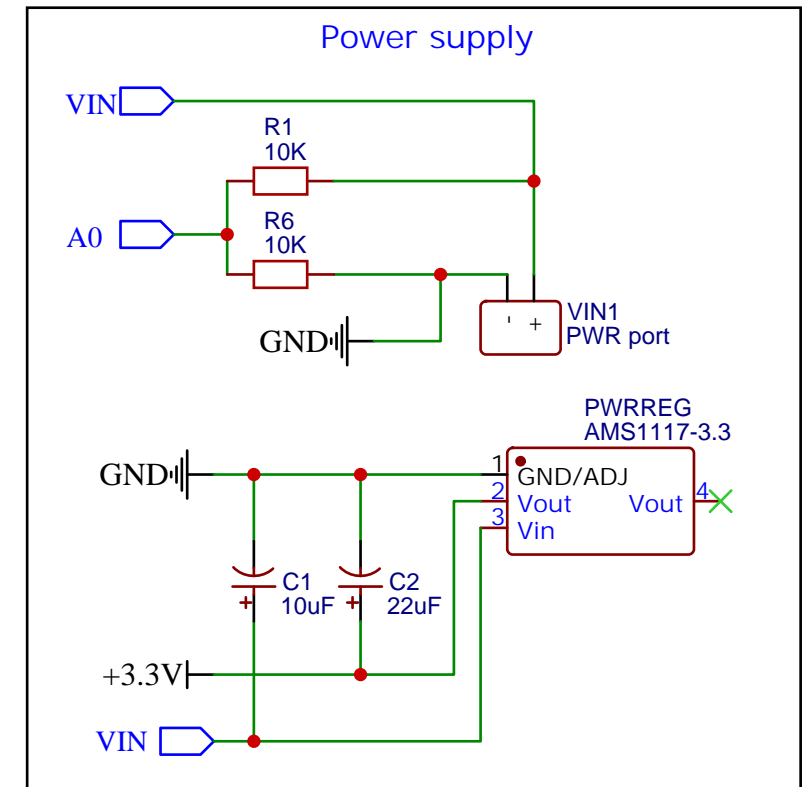 Power supply
VIN
R1
10K
A0
R6
10K
GND
- +
VIN1
PWR port
PWRREG
AMS1117-3.3
GND
1
GND/ADJ
2
Vout
Vout
4
3
Vin
C1
10uF
C2
22uF
+
+
+3.3V
VIN